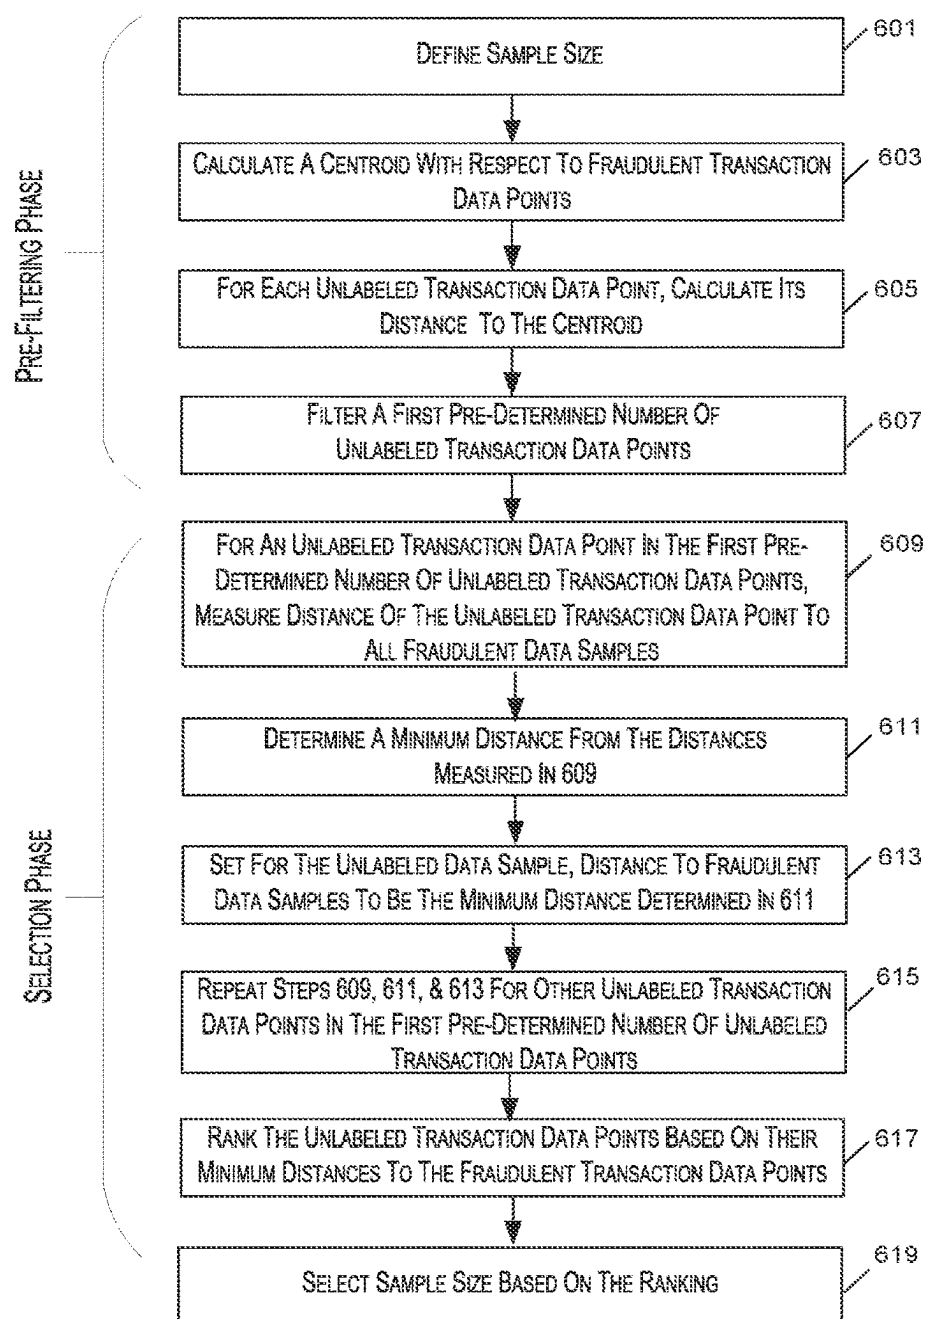 PRE-FILTERING PHASE
DEFINE SAMPLE SIZE
601
CALCULATE A CENTROID WITH RESPECT TO FRAUDULENT TRANSACTION
DATA POINTS
603
FOR EACH UNLABELED TRANSACTION DATA POINT, CALCULATE ITS
DISTANCE TO THE CENTROID
605
FILTER A FIRST PRE-DETERMINED NUMBER OF
UNLABELED TRANSACTION DATA POINTS
607
SELECTION PHASE
FOR AN UNLABELED TRANSACTION DATA POINT IN THE FIRST PRE-
DETERMINED NUMBER OF UNLABELED TRANSACTION DATA POINTS,
MEASURE DISTANCE OF THE UNLABELED TRANSACTION DATA POINT TO
ALL FRAUDULENT DATA SAMPLES
609
DETERMINE A MINIMUM DISTANCE FROM THE DISTANCES
MEASURED IN 609
611
SET FOR THE UNLABELED DATA SAMPLE, DISTANCE TO FRAUDULENT
DATA SAMPLES TO BE THE MINIMUM DISTANCE DETERMINED IN 611
613
REPEAT STEPS 609, 611, & 613 FOR OTHER UNLABELED TRANSACTION
DATA POINTS IN THE FIRST PRE-DETERMINED NUMBER OF UNLABELED
TRANSACTION DATA POINTS
615
RANK THE UNLABELED TRANSACTION DATA POINTS BASED ON THEIR
MINIMUM DISTANCES TO THE FRAUDULENT TRANSACTION DATA POINTS
617
SELECT SAMPLE SIZE BASED ON THE RANKING
619